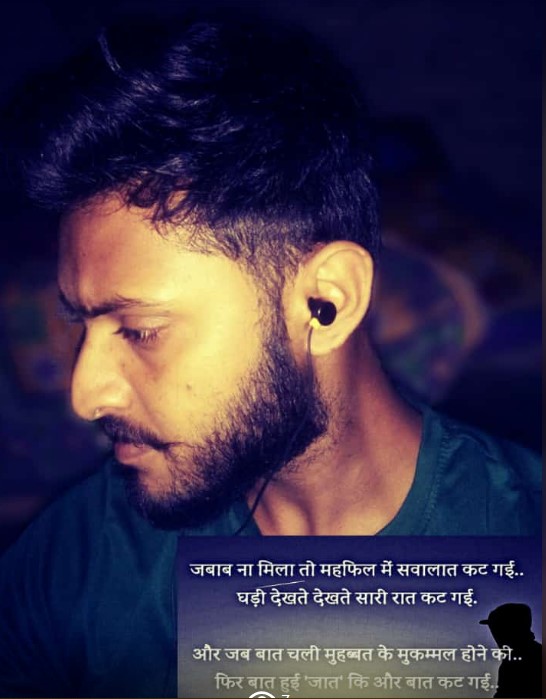 जबाब ना मिला तो महफिल में सवालात कट गई..
घड़ी देखते देखते सारी रात कट गई.
और जब बात चली मुहब्बत के मुकम्मल होने की..
फिर बात हुई 'जात' कि और बात कट गई..